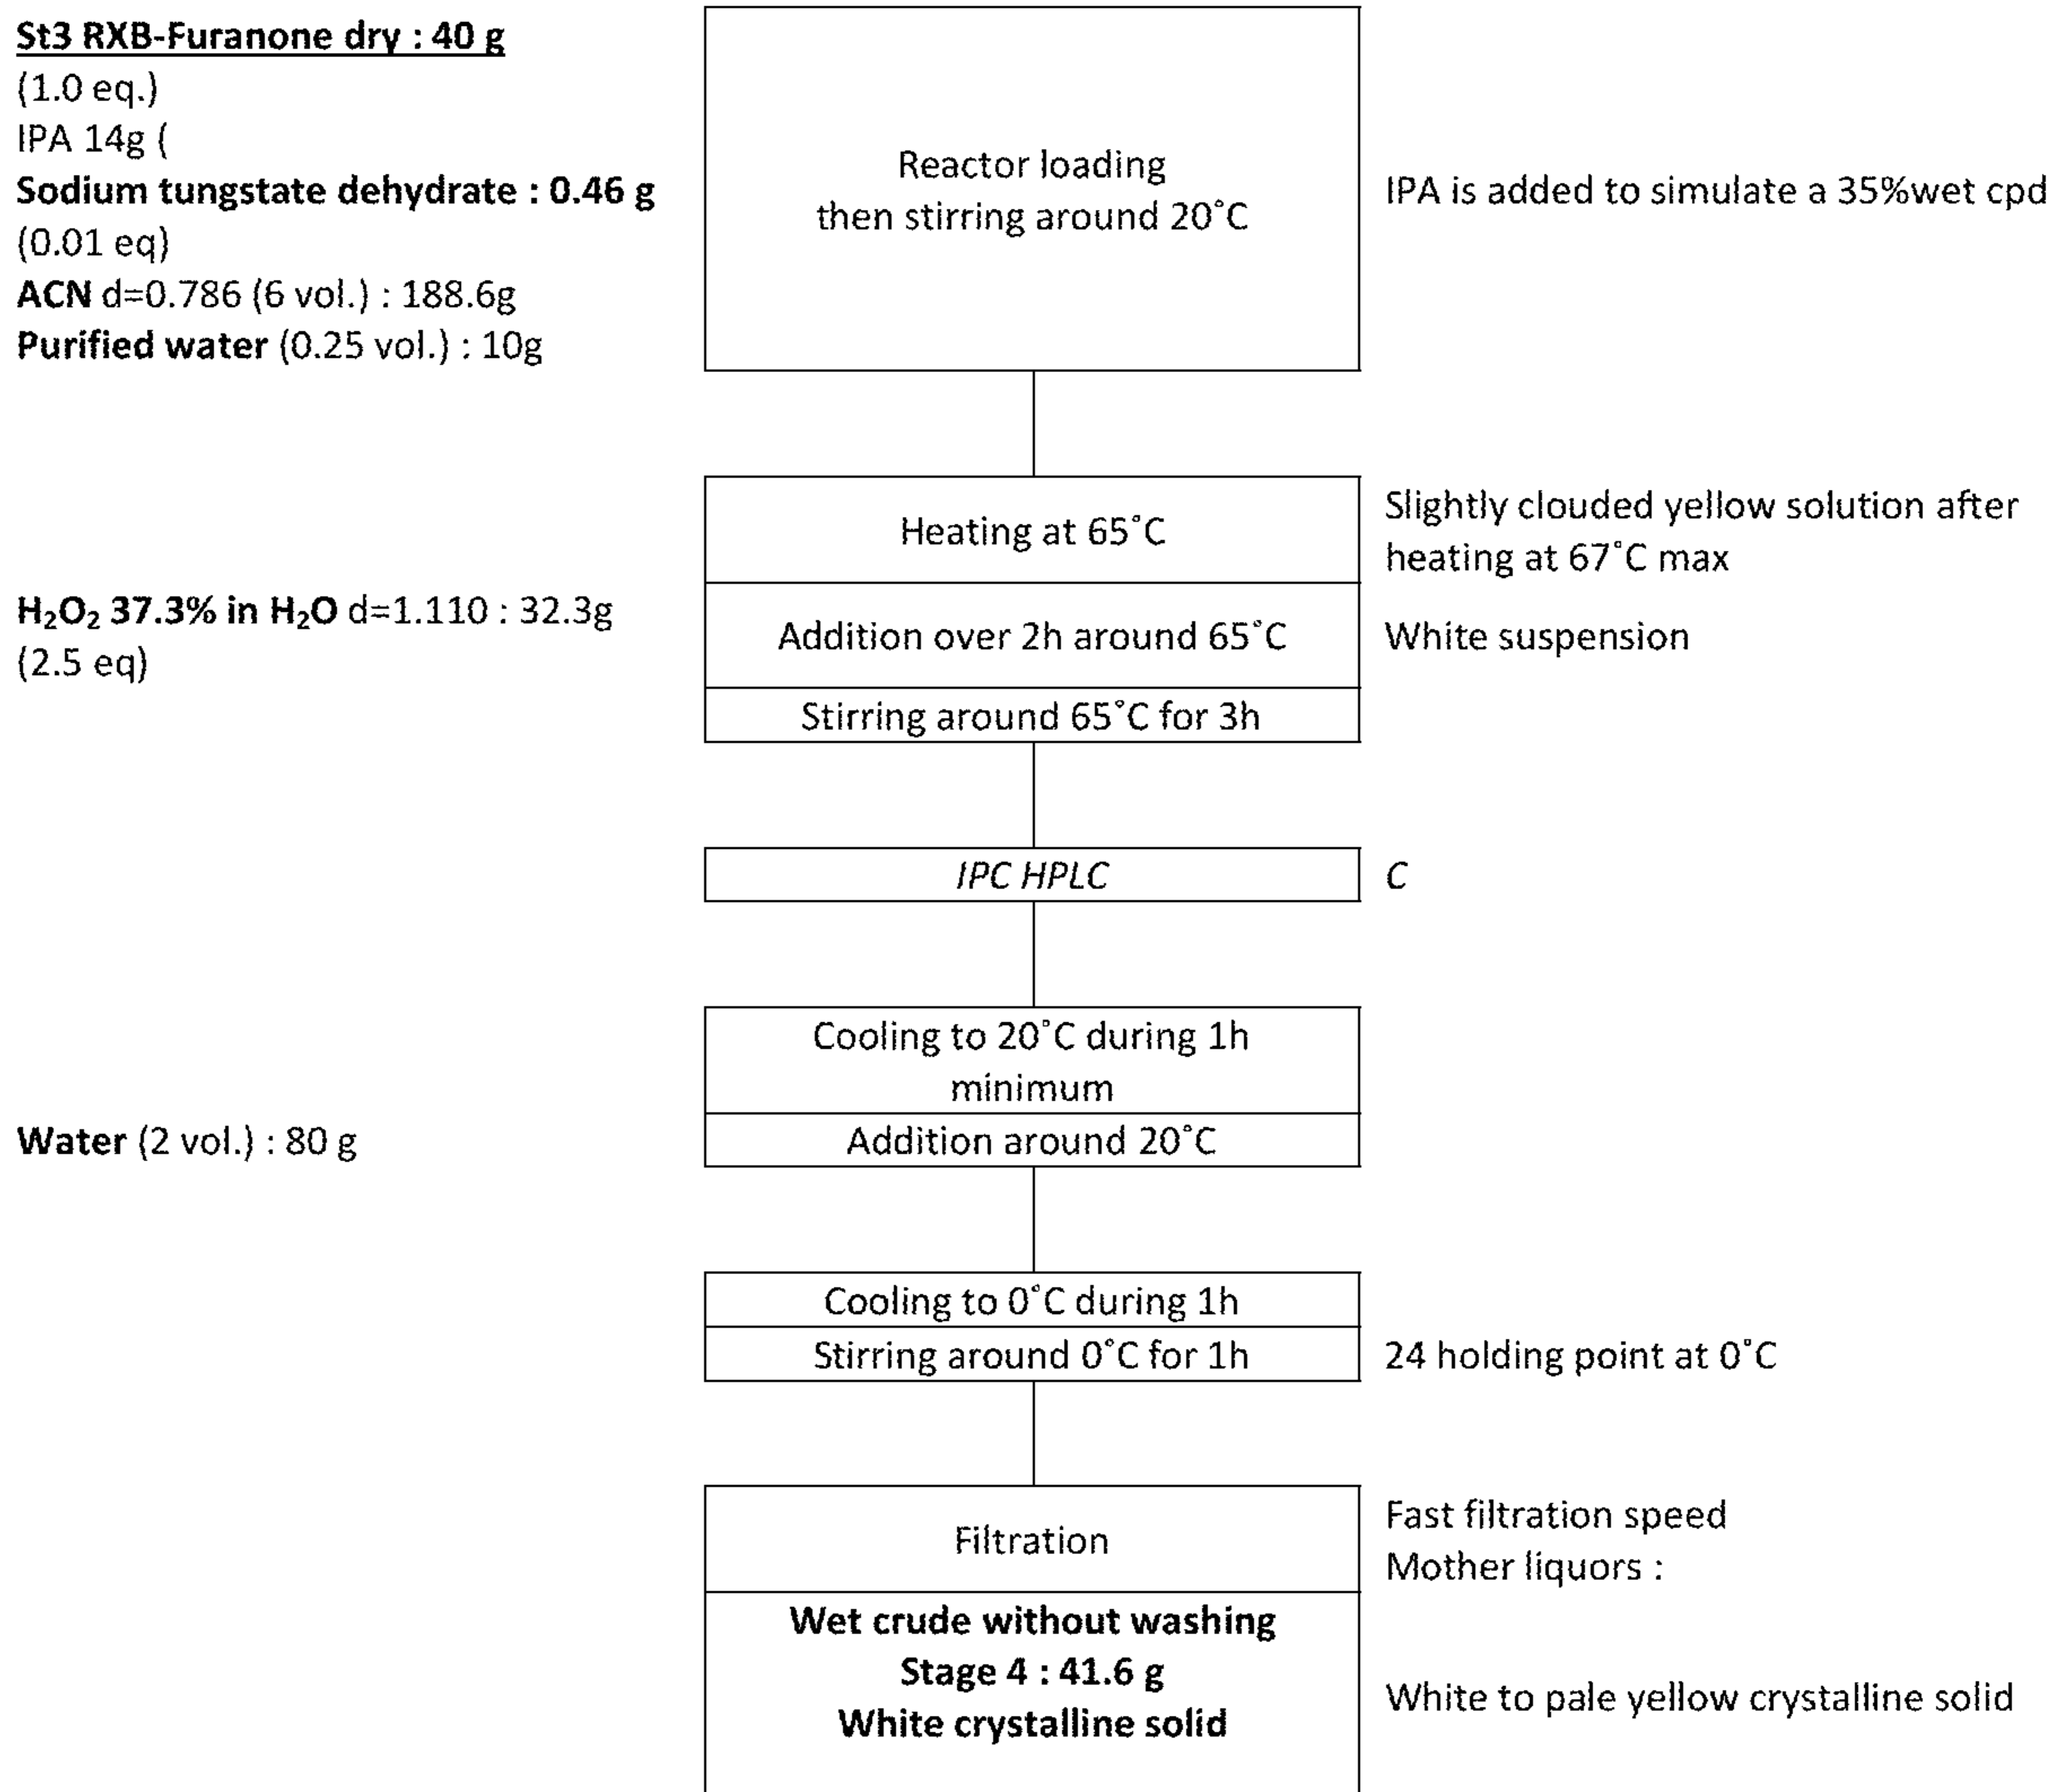 St3 RXB-Furanone dry : 40 g
(1.0 eq.)
IPA 14g (
Sodium tungstate dehydrate : 0.46 g
(0.01 eq)
ACN d=0.786 (6 vol.) : 188.6g
Purified water (0.25 vol.) : 10g
Reactor loading
then stirring around 20°C
IPA is added to simulate a 35%wet cpd
Heating at 65°C
Slightly clouded yellow solution after
heating at 67°C max
H₂O₂ 37.3% in H₂O d=1.110 : 32.3g
(2.5 eq)
Addition over 2h around 65°C
White suspension
Stirring around 65°C for 3h
IPC HPLC
C
Cooling to 20°C during 1h
minimum
Water (2 vol.) : 80 g
Addition around 20°C
Cooling to 0°C during 1h
Stirring around 0°C for 1h
24 holding point at 0°C
Filtration
Fast filtration speed
Mother liquors :
Wet crude without washing
Stage 4 : 41.6 g
White crystalline solid
White to pale yellow crystalline solid